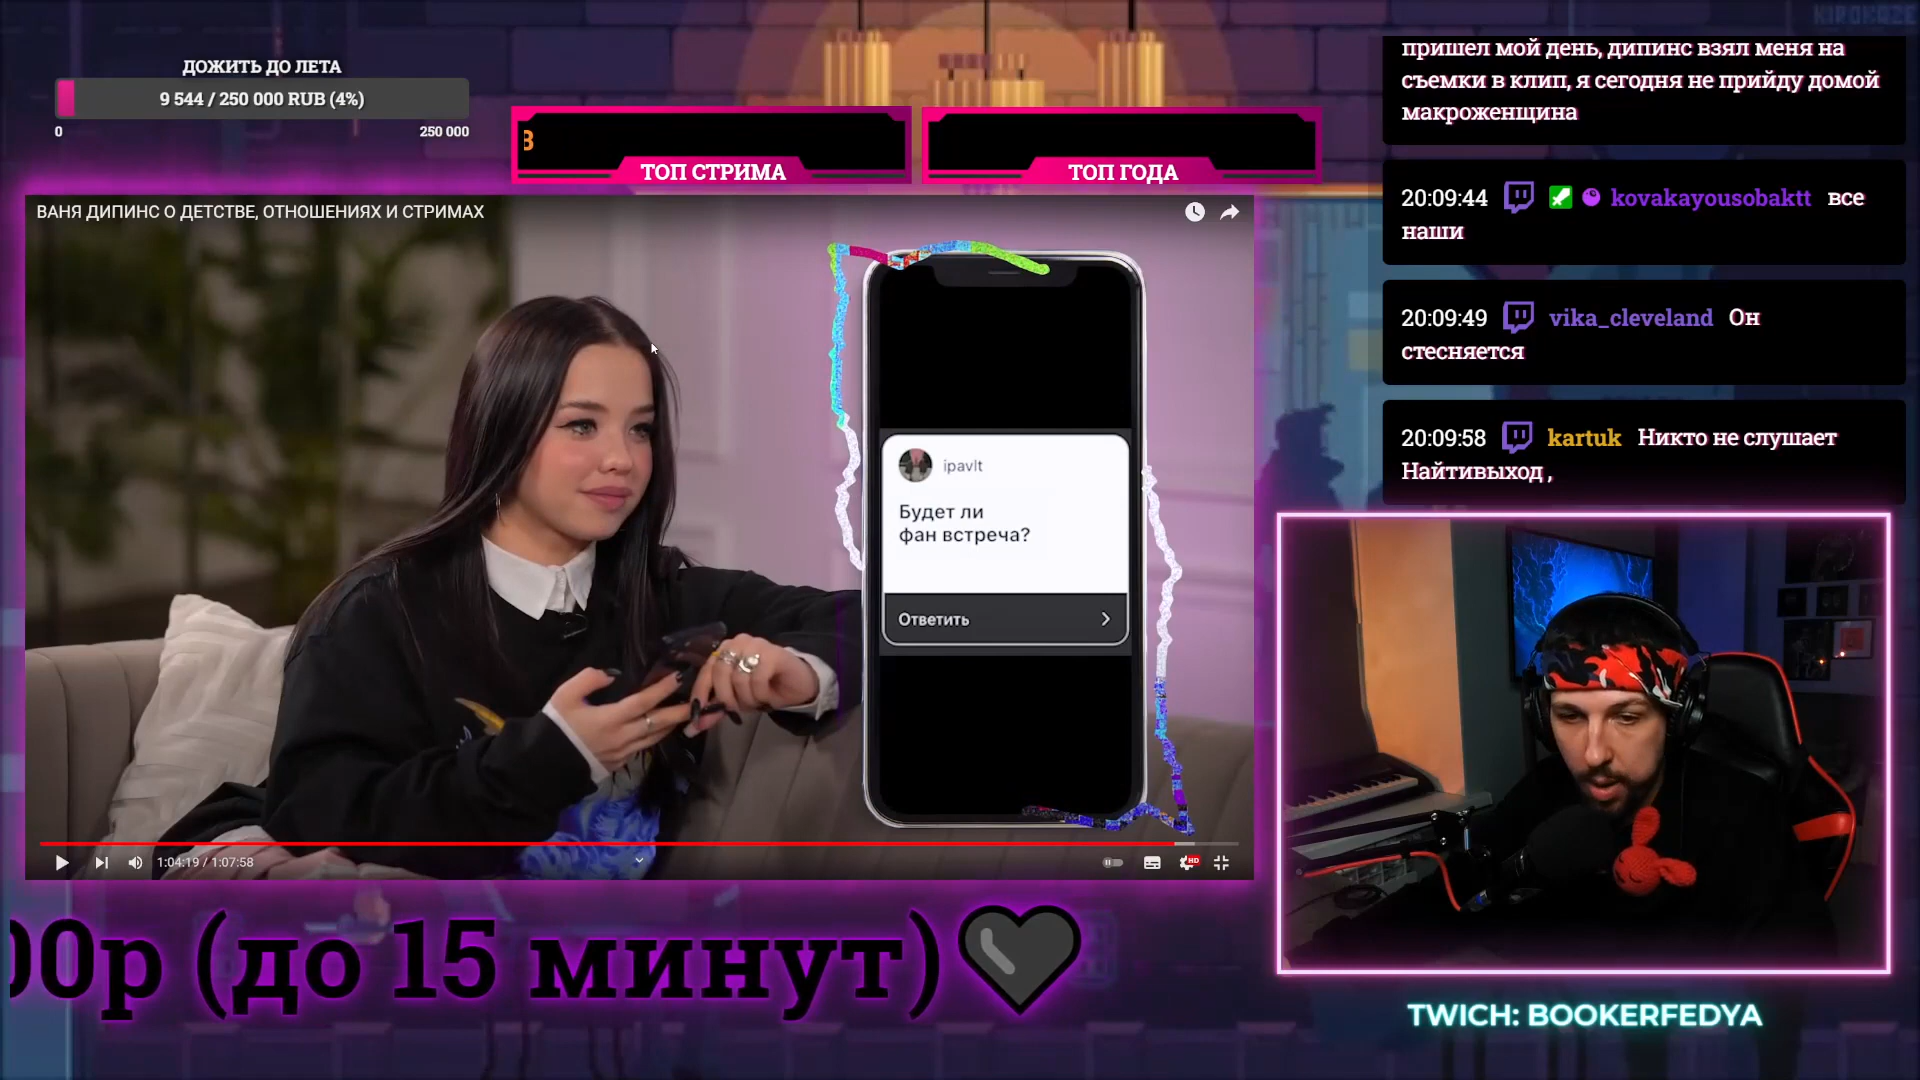 KIROKAZE
ДОЖИТЬ ДО ЛЕТА
9 544 / 250 000 RUB (4%)
0
250 000
ТОП СТРИМА
ТОП ГОДА
ВАНЯ ДИПИНС О ДЕТСТВЕ, ОТНОШЕНИЯХ И СТРИМАХ
ipavlt
Будет ли
фан встреча?
Ответить
1:04:19 / 1:07:58
HD
00р (до 15 минут)
пришел мой день, дипинс взял меня на
съемки в клип, я сегодня не прийду домой
макроженщина
20:09:44 kovakayousobaktt все
наши
20:09:49 vika_cleveland Он
стесняется
20:09:58 kartuk Никто не слушает
Найтивыход ,
TWICH: BOOKERFEDYA